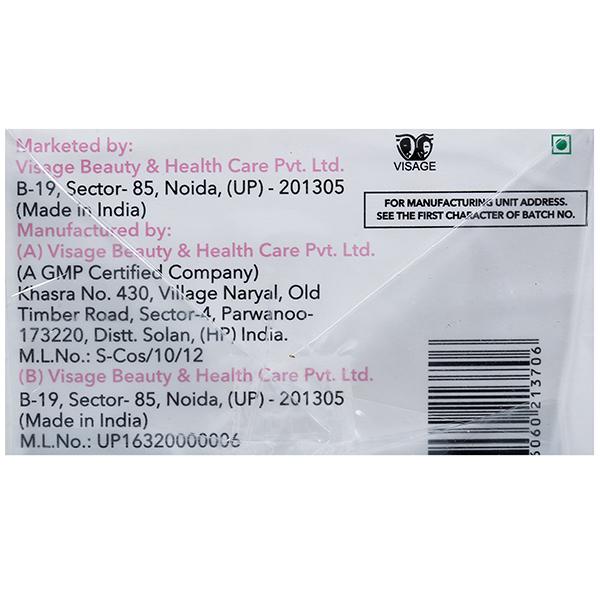 Marketed by:
Visage Beauty & Health Care Pvt. Ltd.
B-19, Sector- 85, Noida, (UP) - 201305
(Made in India)
Manufactured by:
(A) Visage Beauty & Health Care Pvt. Ltd.
(A GMP Certified Company)
Khasra No. 430, Village Naryal, Old
Timber Road, Sector-4, Parwanoo-
173220, Distt. Solan, (HP) India.
M.L.No.: S-Cos/10/12
(B) Visage Beauty & Health Care Pvt. Ltd.
B-19, Sector- 85, Noida, (UP) - 201305
(Made in India)
M.L.No.: UP16320000006
VISAGE
FOR MANUFACTURING UNIT ADDRESS.
SEE THE FIRST CHARACTER OF BATCH NO.
6060213706